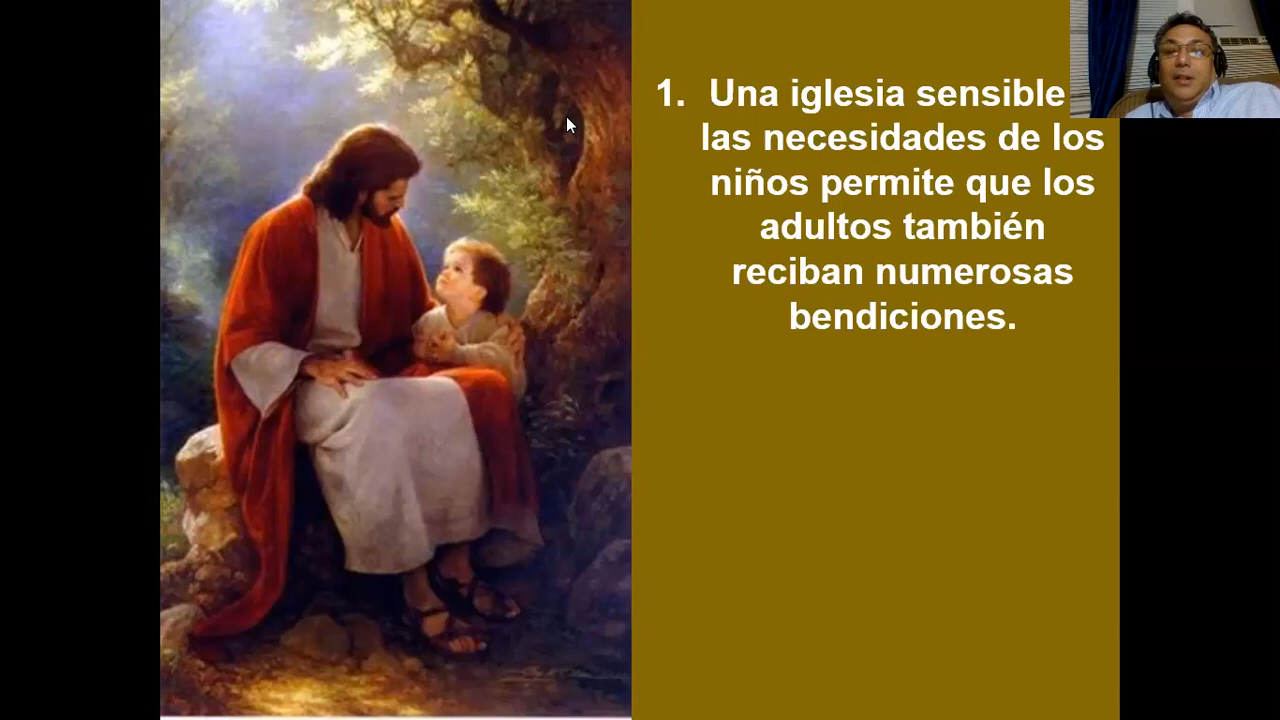 1. Una iglesia sensible
las necesidades de los
niños permite que los
adultos también
reciban numerosas
bendiciones.